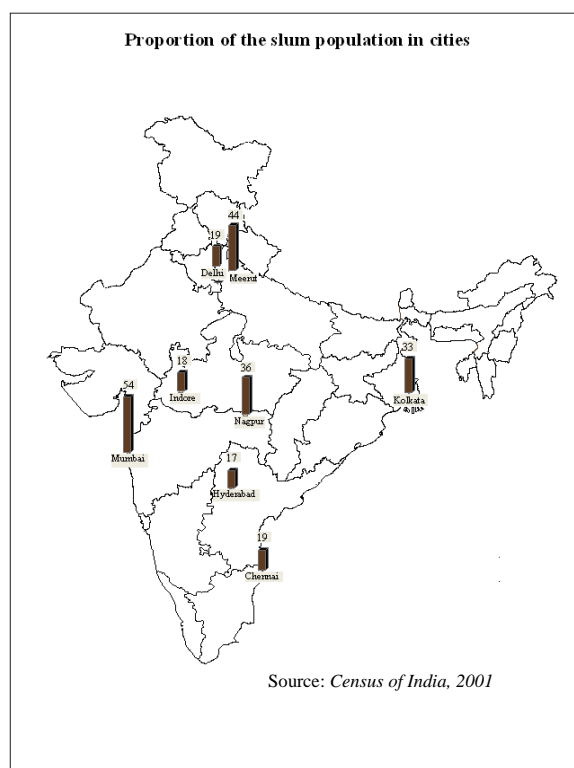 Proportion of the slum population in cities
44
19
Delhi
Meerut
18
Indore
36
Nagpur
33
Kolkata
54
Mumbai
17
Hyderabad
19
Chennai
Source: Census of India, 2001